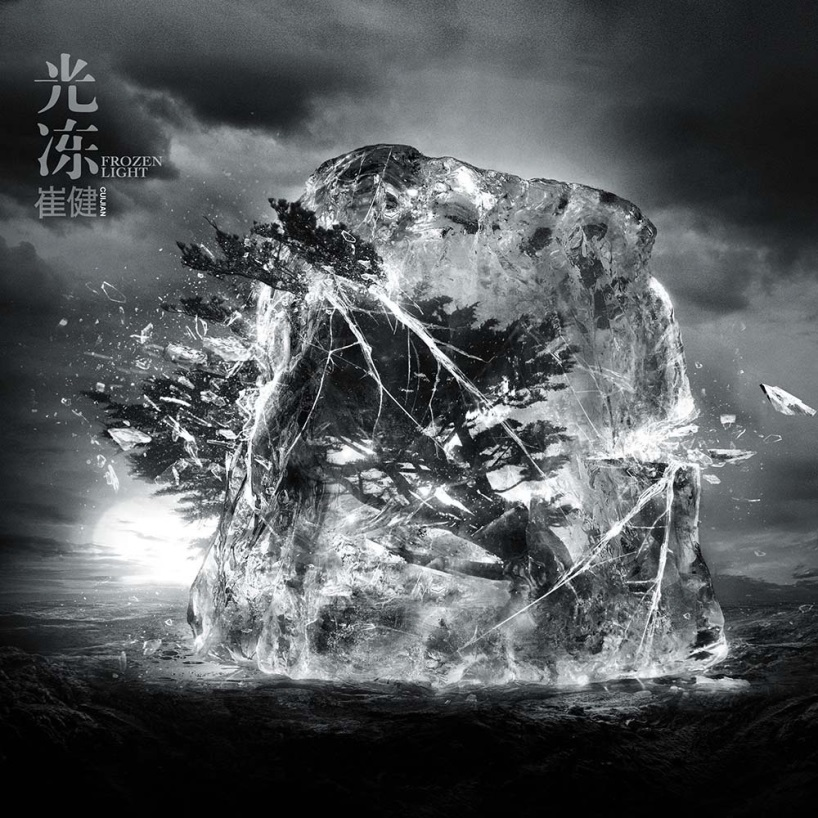 光
冻
FROZEN
LIGHT
崔健
CUIJIAN